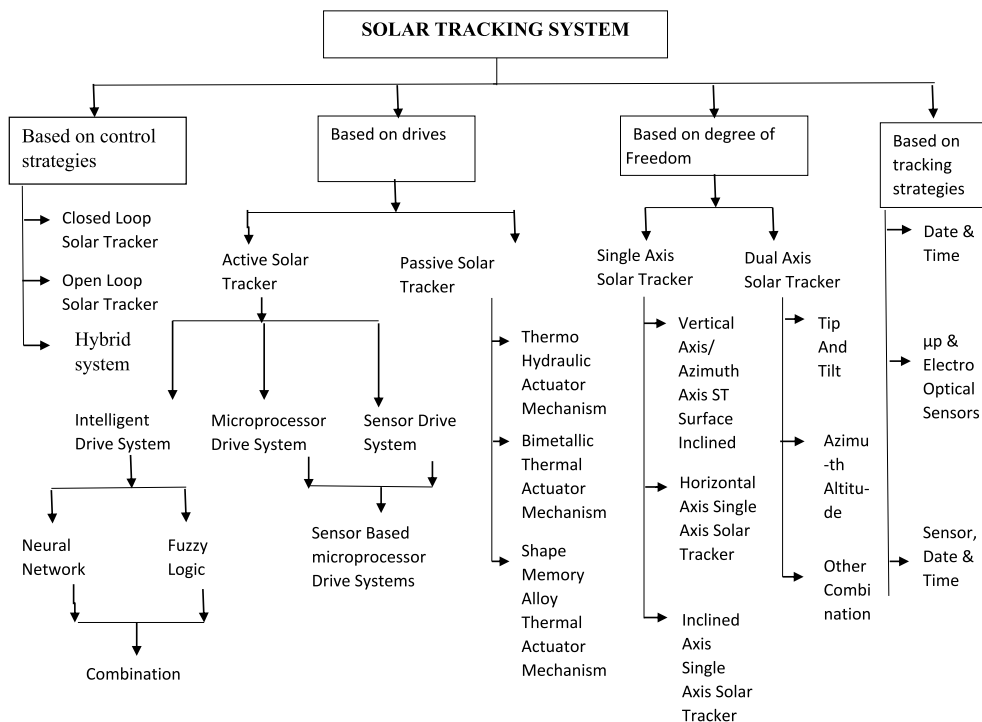 SOLAR TRACKING SYSTEM
Based on control
strategies
Closed Loop
Solar Tracker
Open Loop
Solar Tracker
Hybrid
system
Based on drives
Active Solar
Tracker
Passive Solar
Tracker
Intelligent
Drive System
Microprocessor
Drive System
Sensor Drive
System
Neural
Network
Fuzzy
Logic
Combination
Sensor Based
microprocessor
Drive Systems
Thermo
Hydraulic
Actuator
Mechanism
Bimetallic
Thermal
Actuator
Mechanism
Shape
Memory
Alloy
Thermal
Actuator
Mechanism
Based on degree of
Freedom
Single Axis
Solar Tracker
Dual Axis
Solar Tracker
Vertical
Axis/
Azimuth
Axis ST
Surface
Inclined
Horizontal
Axis Single
Axis Solar
Tracker
Inclined
Axis
Single
Axis Solar
Tracker
Tip
And
Tilt
Azimu
-th
Altitu-
de
Other
Combi
nation
Based on
tracking
strategies
Date &
Time
µp &
Electro
Optical
Sensors
Sensor,
Date &
Time